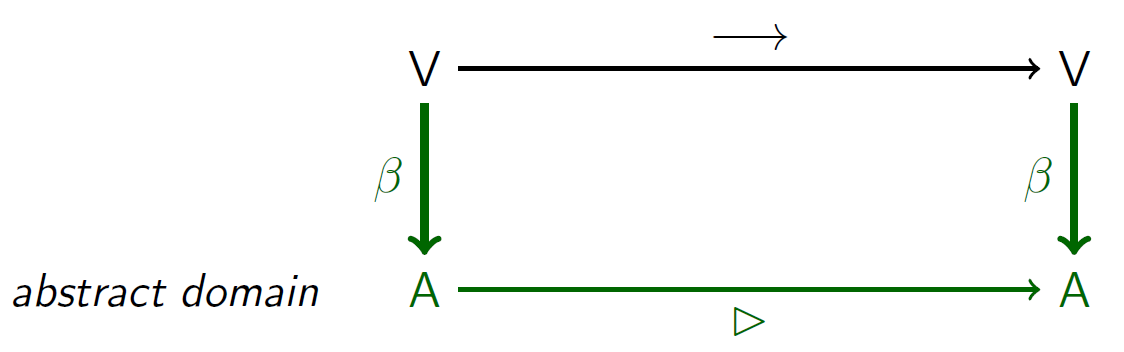 ⟶
V V
β β
abstract domain A A
▷